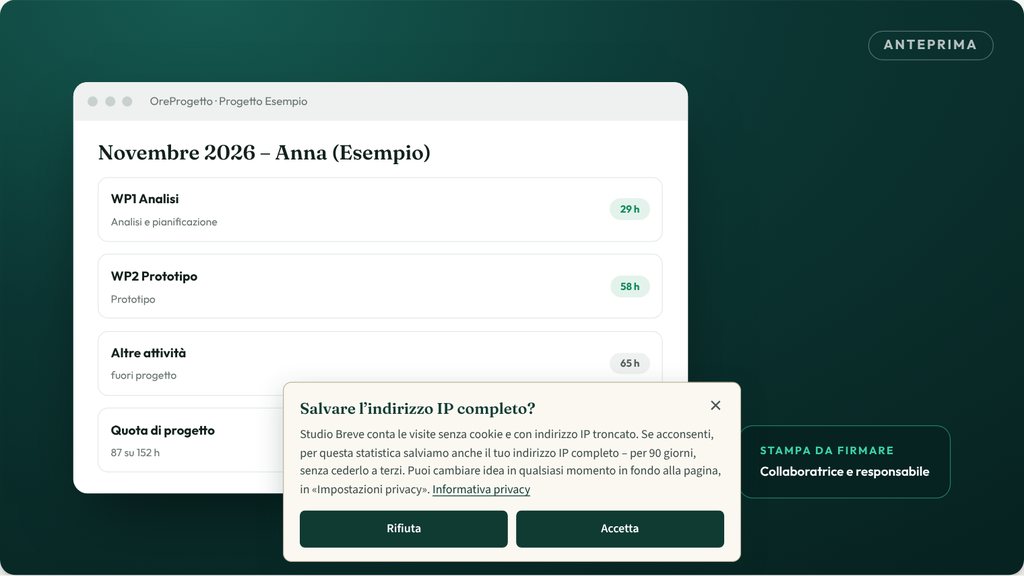 ANTEPRIMA
OreProgetto · Progetto Esempio
Novembre 2026 – Anna (Esempio)
WP1 Analisi
29 h
Analisi e pianificazione
WP2 Prototipo
58 h
Prototipo
Altre attività
65 h
fuori progetto
Quota di progetto
87 su 152 h
Salvare l’indirizzo IP completo?
Studio Breve conta le visite senza cookie e con indirizzo IP troncato. Se acconsenti,
per questa statistica salviamo anche il tuo indirizzo IP completo – per 90 giorni,
senza cederlo a terzi. Puoi cambiare idea in qualsiasi momento in fondo alla pagina,
in «Impostazioni privacy». Informativa privacy
Rifiuta
Accetta
STAMPA DA FIRMARE
Collaboratrice e responsabile